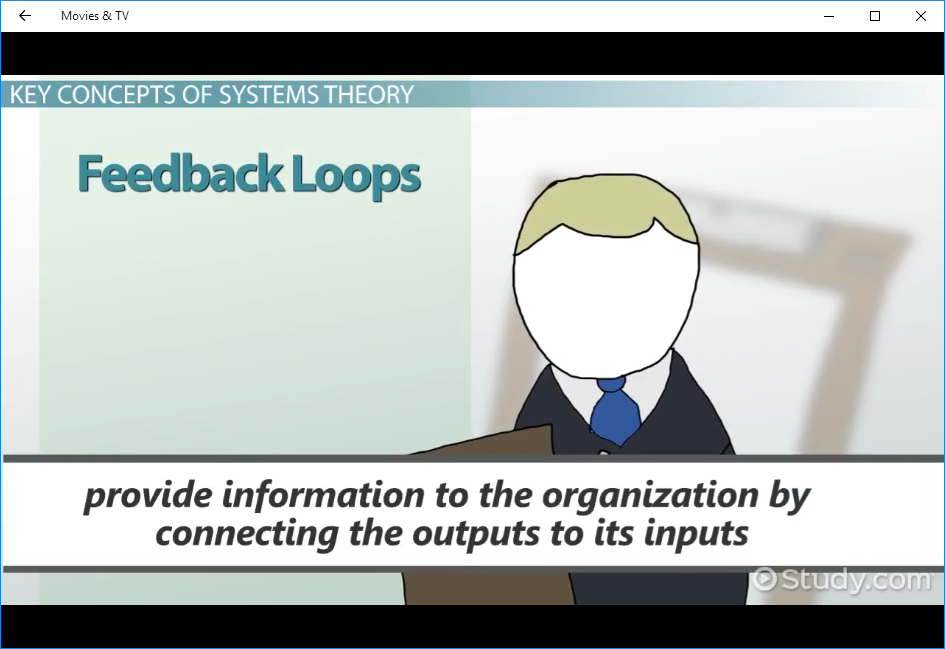 Movies & TV
KEY CONCEPTS OF SYSTEMS THEORY
Feedback Loops
provide information to the organization by
connecting the outputs to its inputs
Study.com